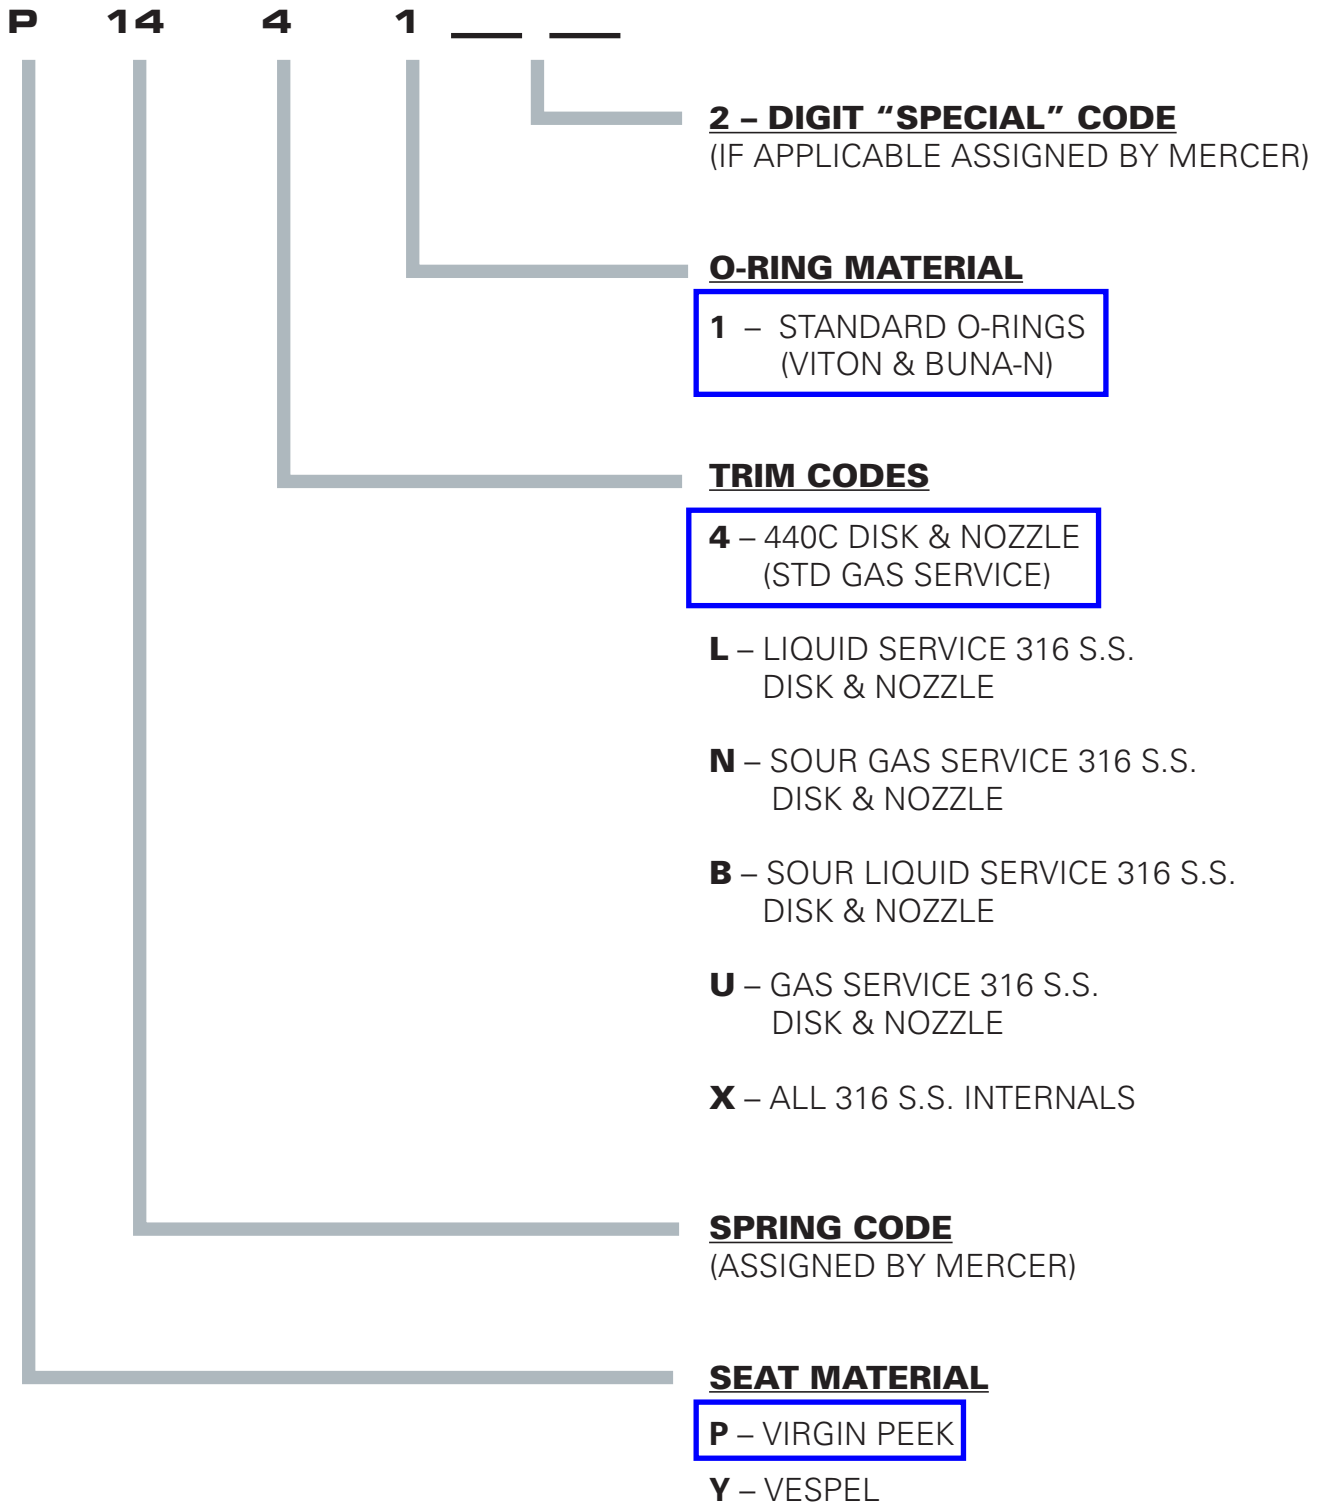 P 14 4 1 ___ ___
2 – DIGIT “SPECIAL” CODE
(IF APPLICABLE ASSIGNED BY MERCER)
O-RING MATERIAL
1 – STANDARD O-RINGS
(VITON & BUNA-N)
TRIM CODES
4 – 440C DISK & NOZZLE
(STD GAS SERVICE)
L – LIQUID SERVICE 316 S.S.
DISK & NOZZLE
N – SOUR GAS SERVICE 316 S.S.
DISK & NOZZLE
B – SOUR LIQUID SERVICE 316 S.S.
DISK & NOZZLE
U – GAS SERVICE 316 S.S.
DISK & NOZZLE
X – ALL 316 S.S. INTERNALS
SPRING CODE
(ASSIGNED BY MERCER)
SEAT MATERIAL
P – VIRGIN PEEK
Y – VESPEL